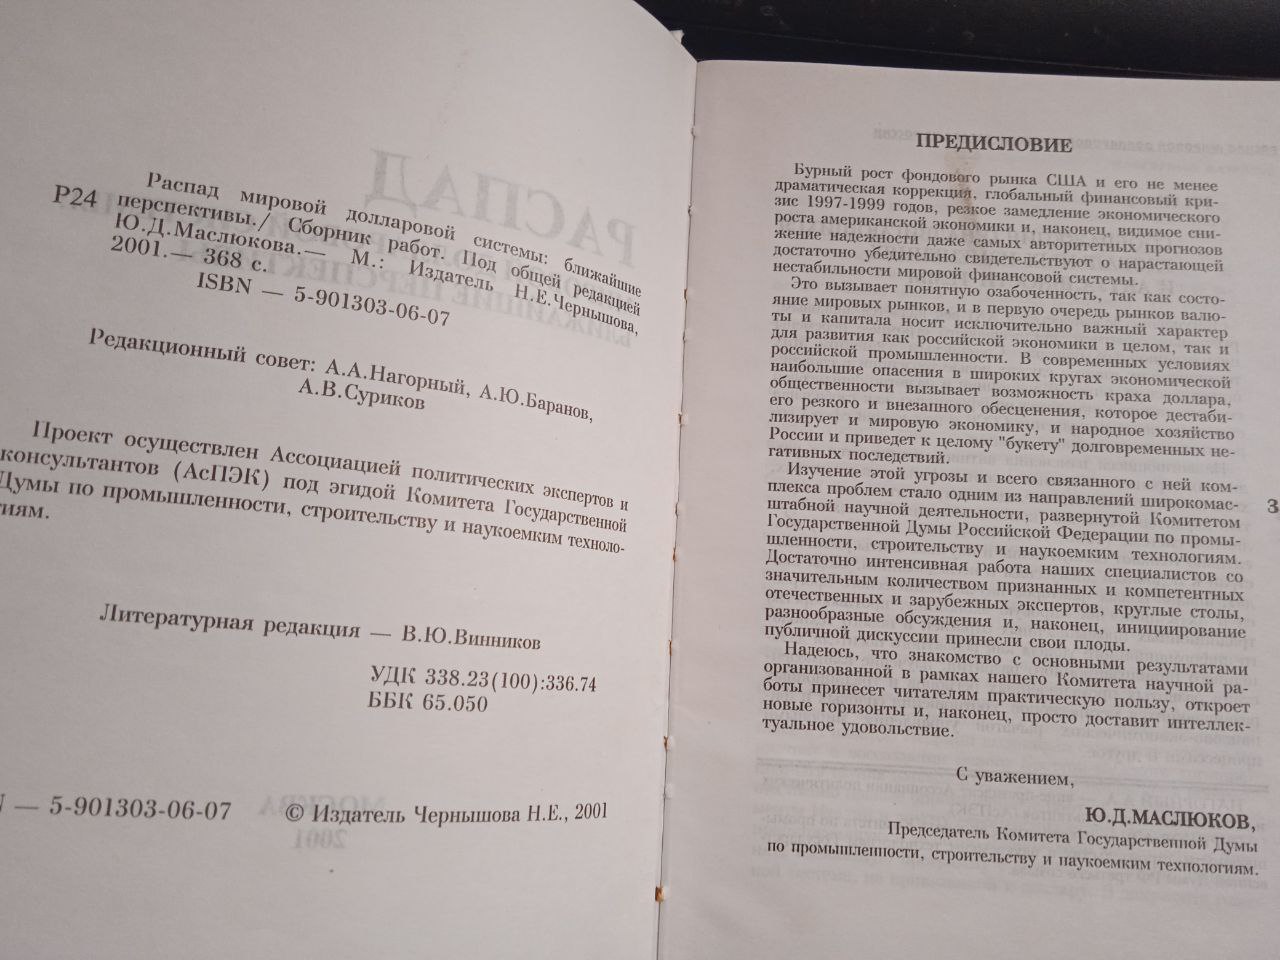 Распад мировой долларовой системы: ближайшие
Р24 перспективы./ Сборник работ. Под общей редакцией
Ю.Д.Маслюкова.— М.: Издатель Н.Е.Чернышова,
2001.— 368 с.
ISBN — 5-901303-06-07
Редакционный совет: А.А.Нагорный, А.Ю.Баранов,
А.В.Суриков
Проект осуществлен Ассоциацией политических экспертов и
консультантов (АсПЭК) под эгидой Комитета Государственной
Думы по промышленности, строительству и наукоемким техноло-
гиям.
Литературная редакция — В.Ю.Винников
УДК 338.23(100):336.74
ББК 65.050
N — 5-901303-06-07 © Издатель Чернышова Н.Е., 2001
ПРЕДИСЛОВИЕ
Бурный рост фондового рынка США и его не менее
драматическая коррекция, глобальный финансовый кри-
зис 1997-1999 годов, резкое замедление экономического
роста американской экономики и, наконец, видимое сни-
жение надежности даже самых авторитетных прогнозов
достаточно убедительно свидетельствуют о нарастающей
нестабильности мировой финансовой системы.
Это вызывает понятную озабоченность, так как состо-
яние мировых рынков, и в первую очередь рынков валю-
ты и капитала носит исключительно важный характер
для развития как российской экономики в целом, так и
российской промышленности. В современных условиях
наибольшие опасения в широких кругах экономической
общественности вызывает возможность краха доллара,
его резкого и внезапного обесценения, которое дестаби-
лизирует и мировую экономику, и народное хозяйство
России и приведет к целому "букету" долговременных не-
гативных последствий.
Изучение этой угрозы и всего связанного с ней ком-
плекса проблем стало одним из направлений широкомас-
штабной научной деятельности, развернутой Комитетом
Государственной Думы Российской Федерации по промы-
шленности, строительству и наукоемким технологиям.
Достаточно интенсивная работа наших специалистов со
значительным количеством признанных и компетентных
отечественных и зарубежных экспертов, круглые столы,
разнообразные обсуждения и, наконец, инициирование
публичной дискуссии принесли свои плоды.
Надеюсь, что знакомство с основными результатами
организованной в рамках нашего Комитета научной ра-
боты принесет читателям практическую пользу, откроет
новые горизонты и, наконец, просто доставит интеллек-
туальное удовольствие.
С уважением,
Ю.Д.МАСЛЮКОВ,
Председатель Комитета Государственной Думы
по промышленности, строительству и наукоемким технологиям.
3